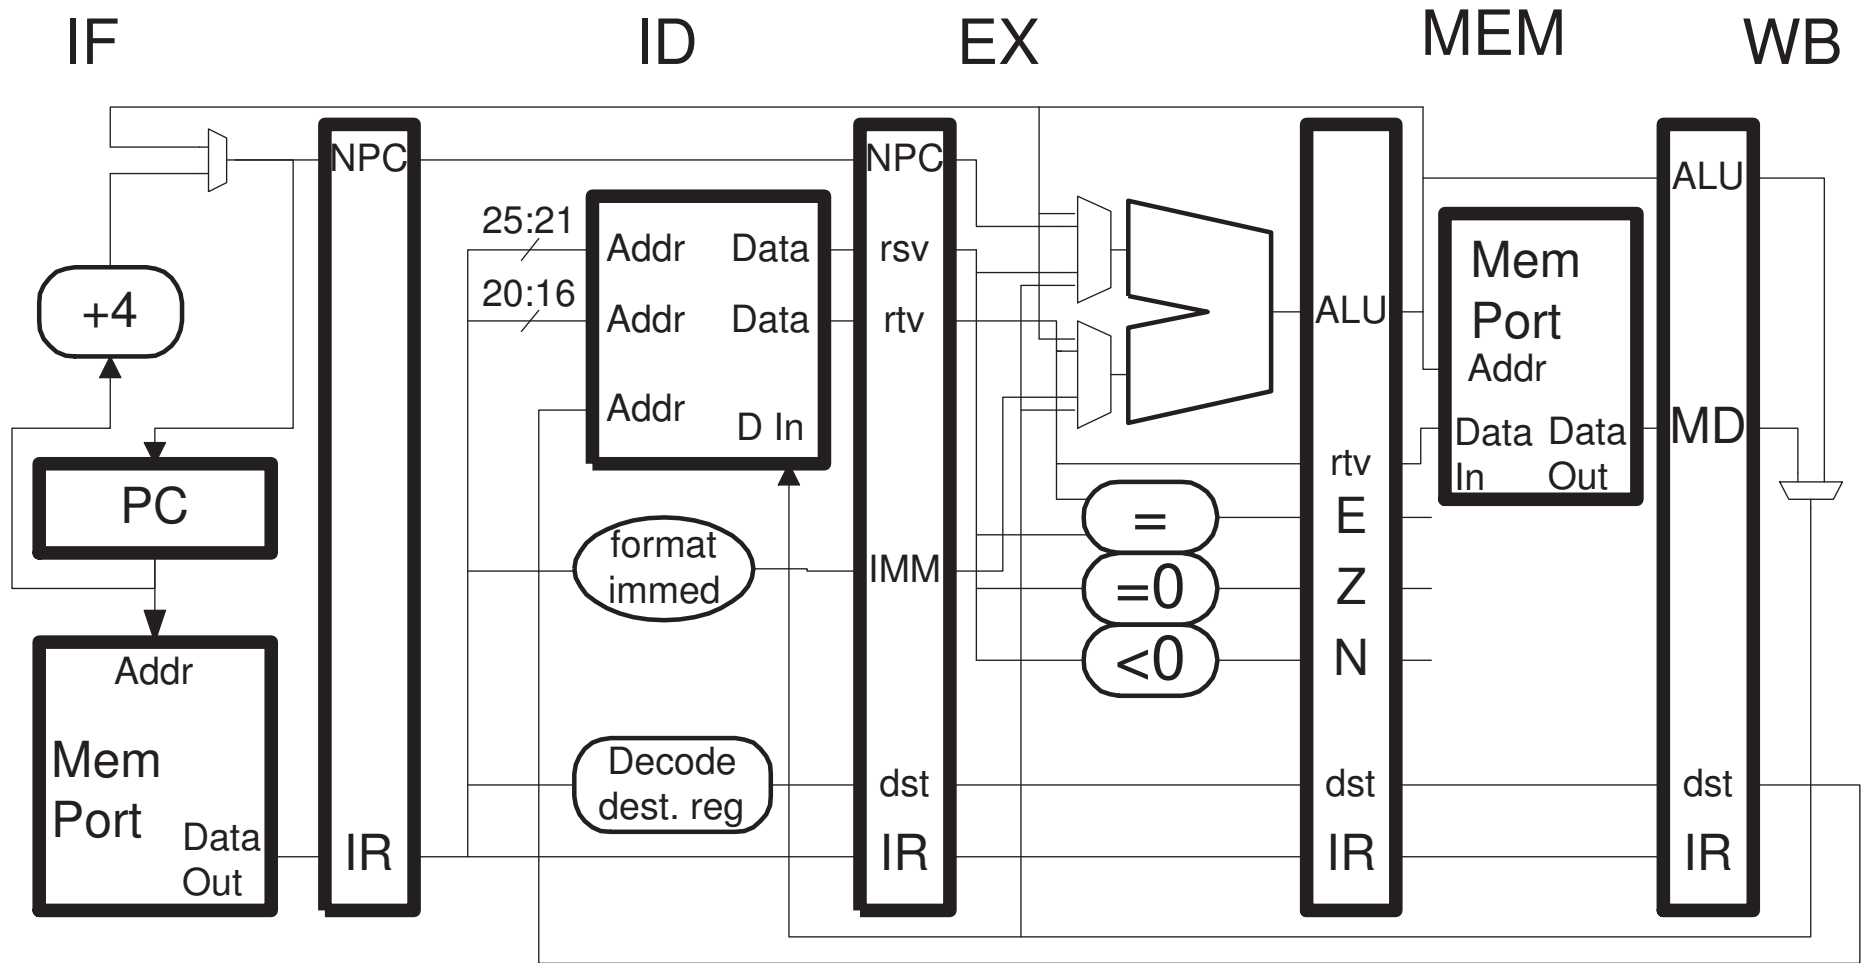 IF
ID
EX
MEM
WB
NPC
NPC
ALU
25:21
Addr
Data
rsv
20:16
Addr
Data
rtv
Addr
D In
+4
PC
Addr
Mem
Port
Data
Out
IR
format
immed
IMM
Decode
dest. reg
dst
IR
=
=0
<0
ALU
rtv
E
Z
N
dst
IR
Mem
Port
Addr
Data
In
Data
Out
MD
dst
IR